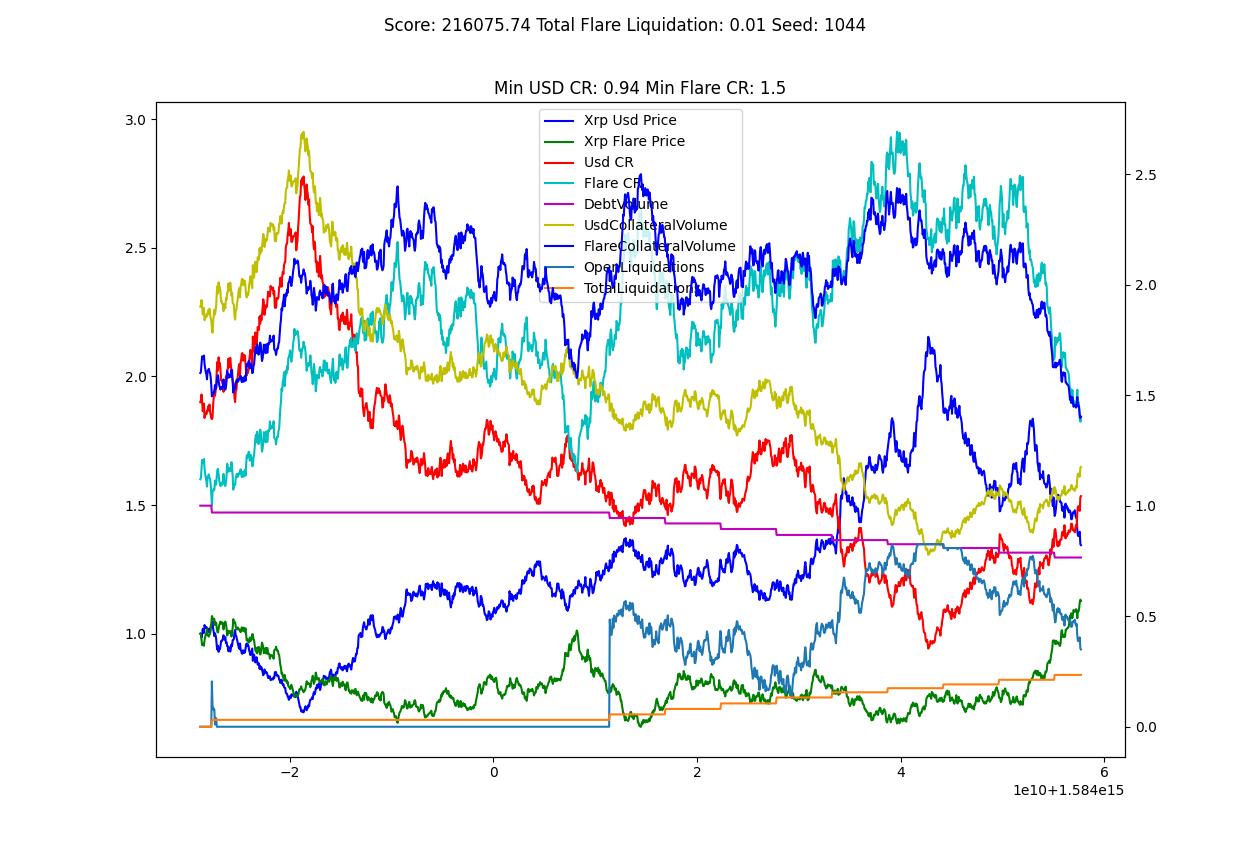 Score: 216075.74 Total Flare Liquidation: 0.01 Seed: 1044
Min USD CR: 0.94 Min Flare CR: 1.5
Xrp Usd Price
Xrp Flare Price
Usd CR
Flare CR
DebtVolume
UsdCollateralVolume
FlareCollateralVolume
OpenLiquidations
TotalLiquidations
3.0
2.5
2.0
1.5
1.0
2.5
2.0
1.5
1.0
0.5
0.0
−2 0 2 4 6
1e10+1.584e15